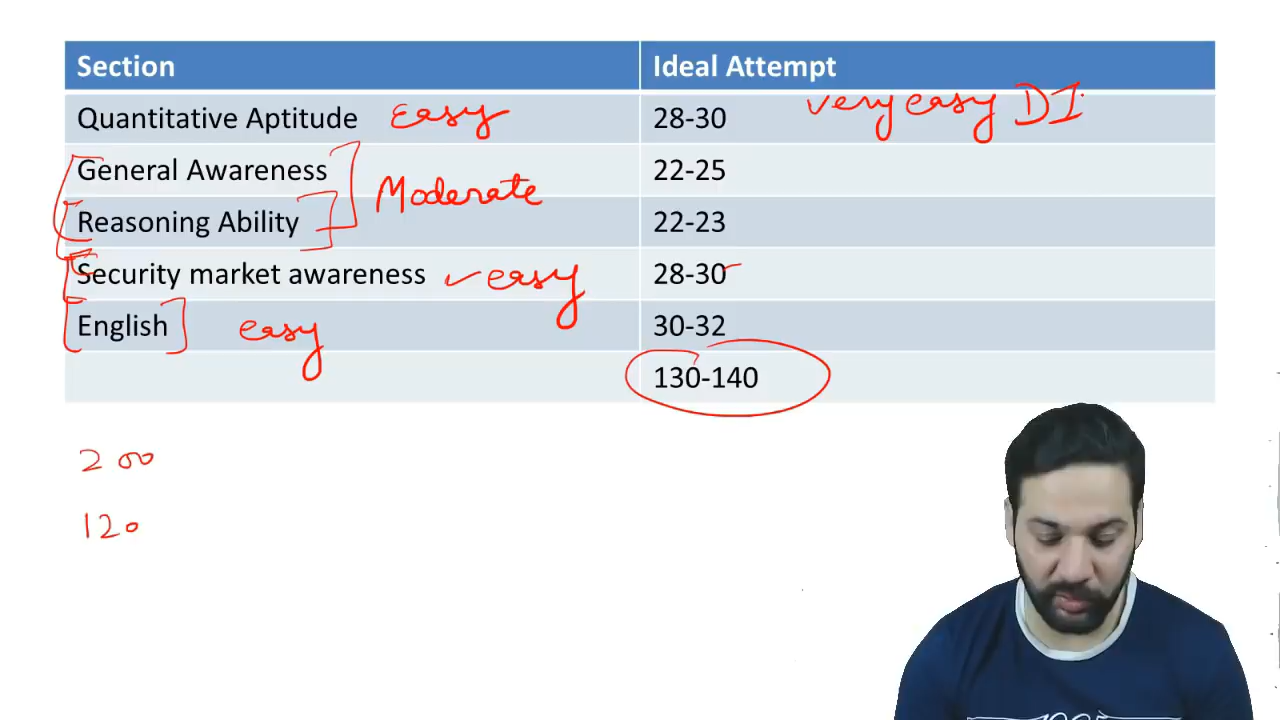 Section Ideal Attempt
Quantitative Aptitude easy 28-30 very easy DI
General Awareness 22-25
Moderate
Reasoning Ability 22-23
Security market awareness easy 28-30
English easy 30-32
130-140
200
120